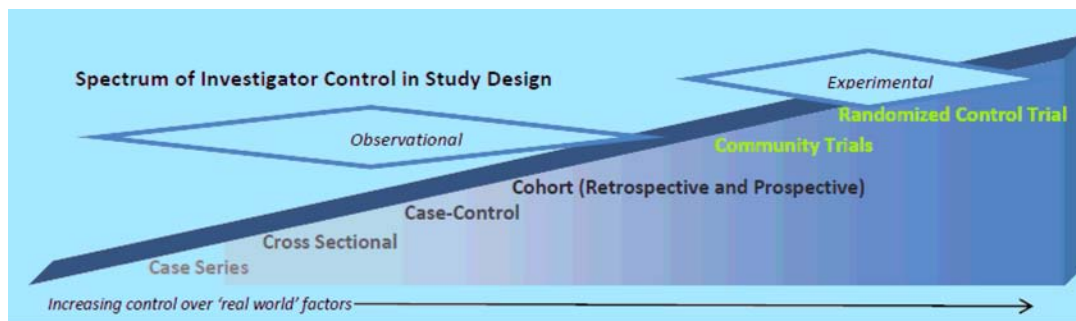 Spectrum of Investigator Control in Study Design
Experimental
Randomized Control Trial
Observational
Community Trials
Cohort (Retrospective and Prospective)
Case-Control
Cross Sectional
Case Series
Increasing control over ‘real world’ factors